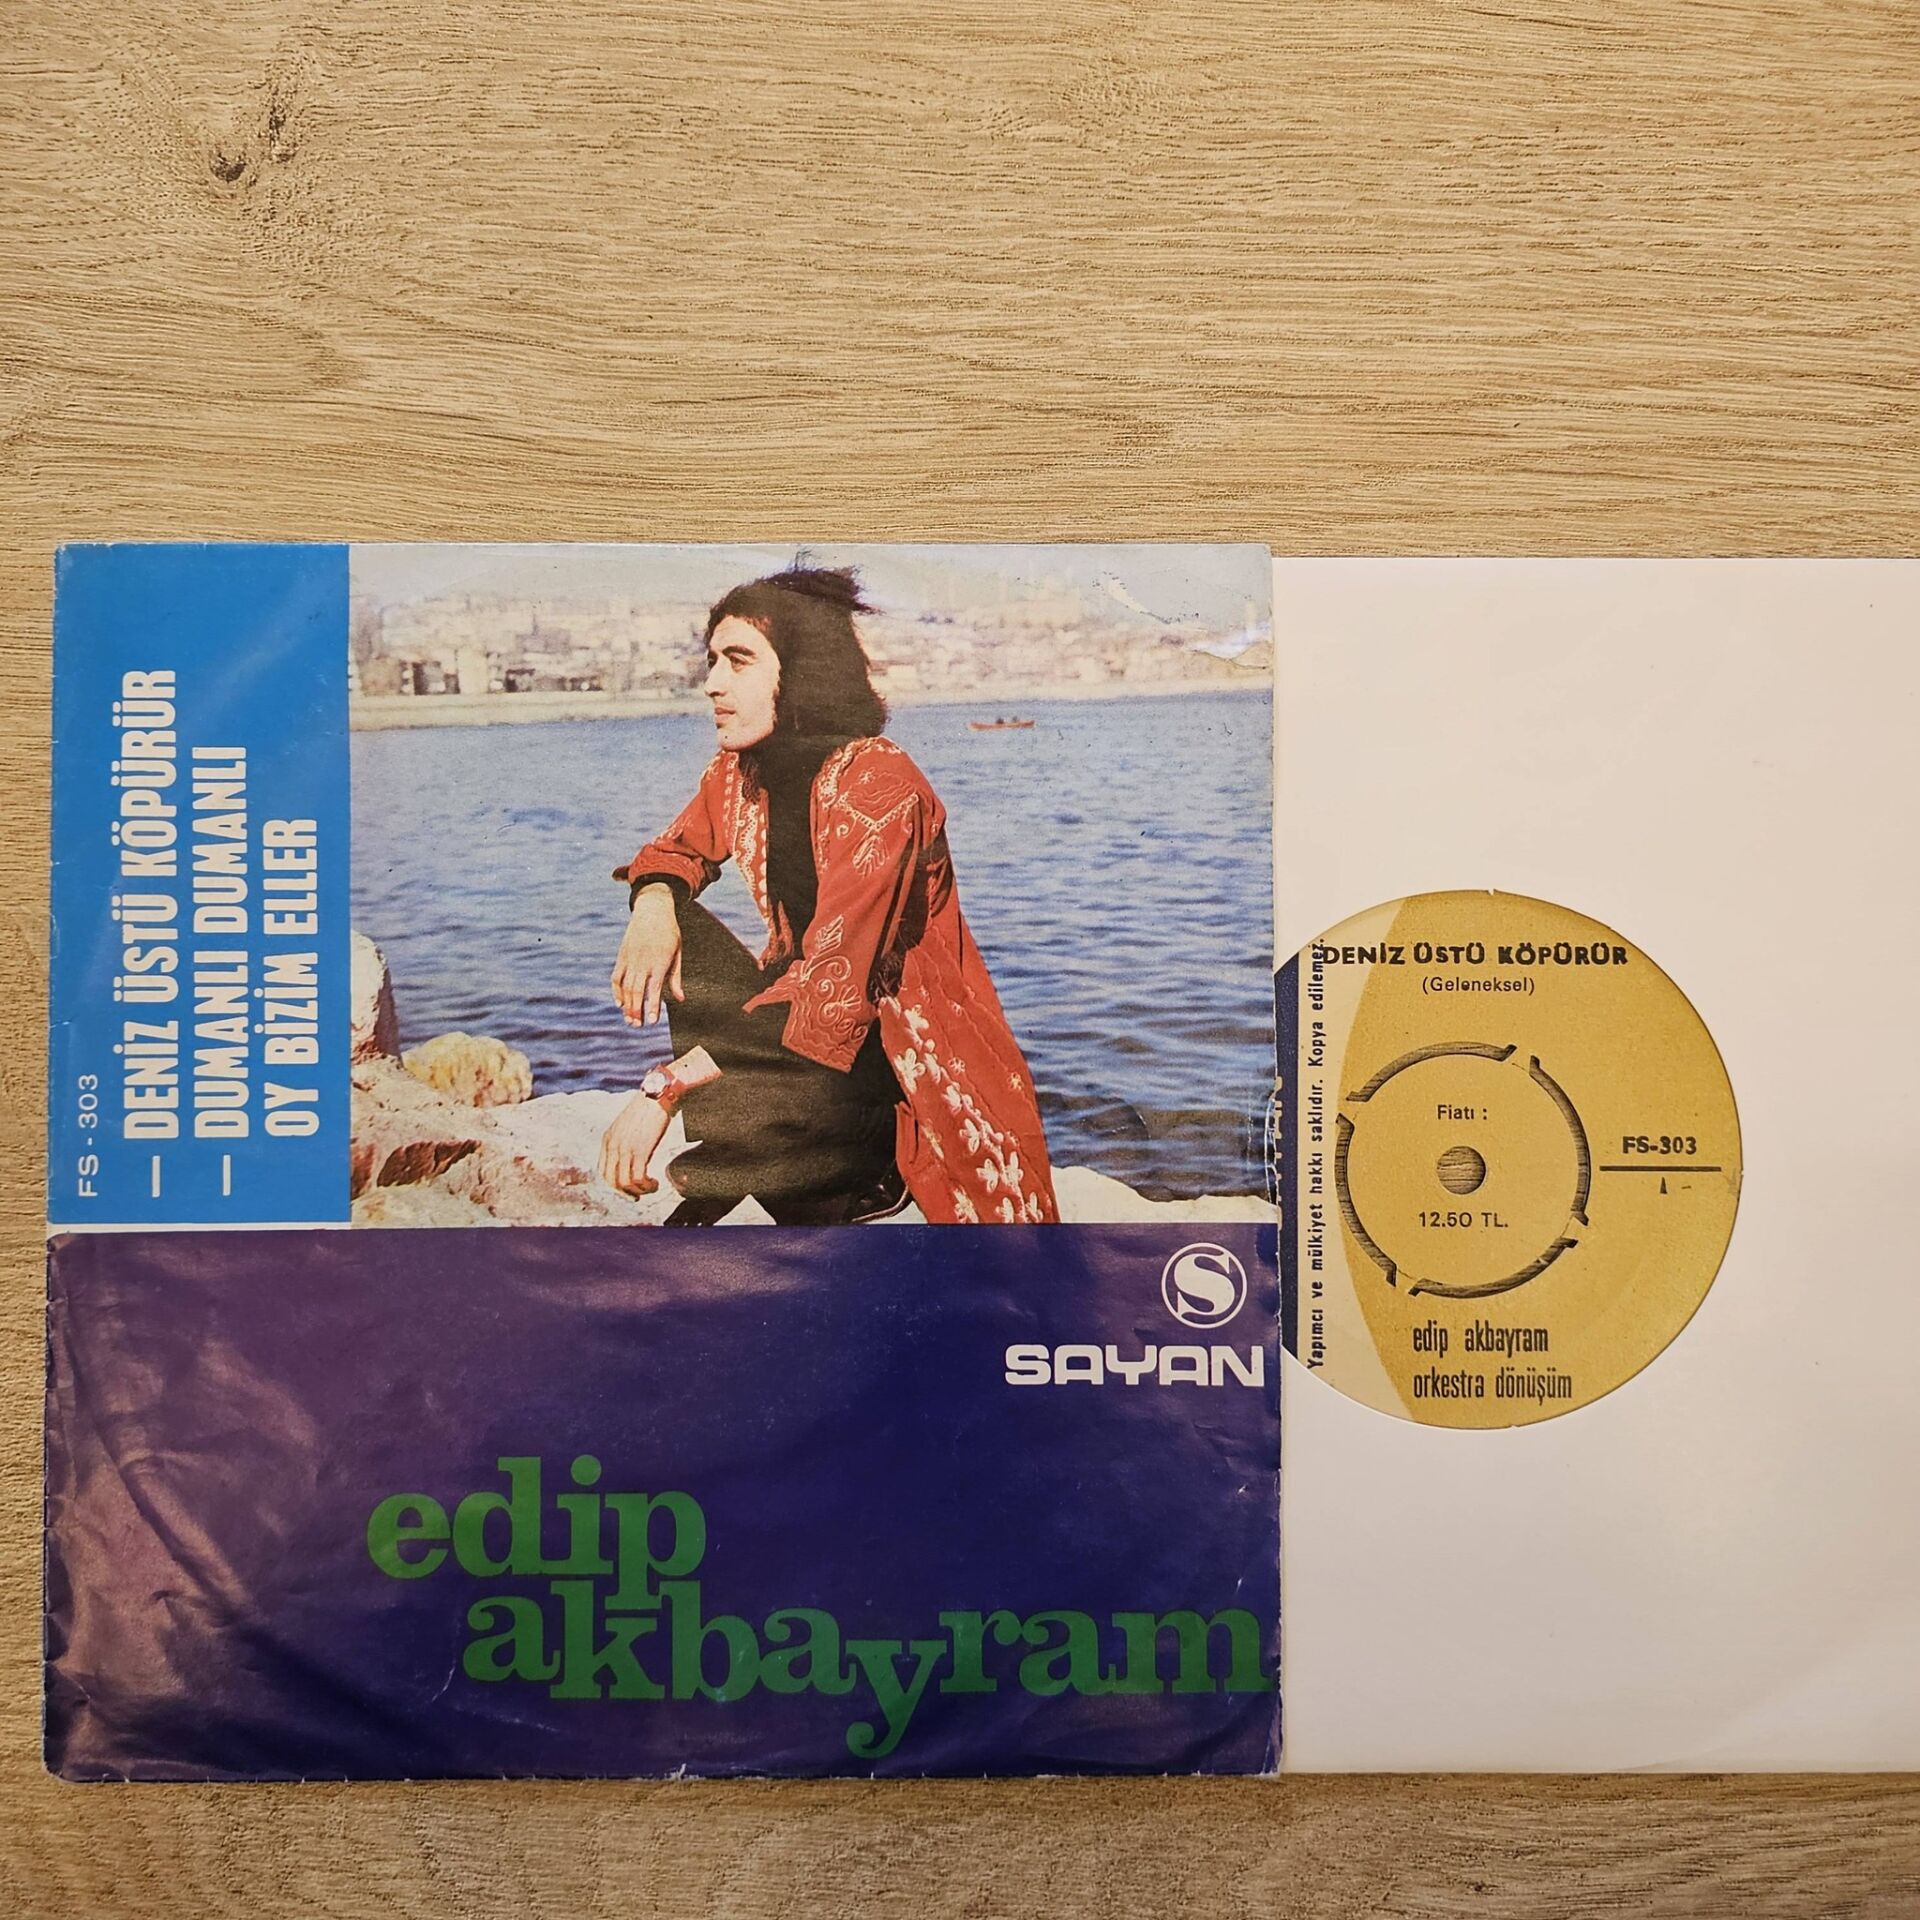 FS-303
— DENİZ ÜSTÜ KÖPÜRÜR
— DUMANLI DUMANLI
OY BİZİM ELLER
S
SAYAN
edip
akbayram
DENİZ ÜSTÜ KÖPÜRÜR
(Geleneksel)
Fiatı :
12.50 TL.
FS-303
A
edip akbayram
orkestra dönüşüm
Yapımcı ve mülkiyet hakkı saklıdır. Kopya edilemez.